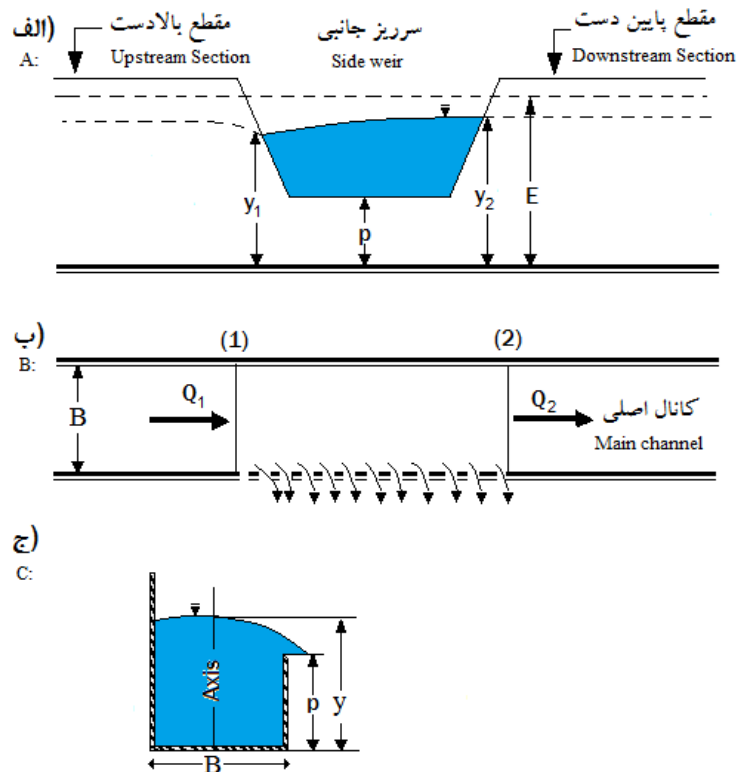 الف)
A:
مقطع بالادست
Upstream Section
سرریز جانبی
Side weir
مقطع پایین دست
Downstream Section
y1
p
y2
E
ب)
B:
(1)
(2)
B
Q1
Q2
کانال اصلی
Main channel
ج)
C:
Axis
p
y
B